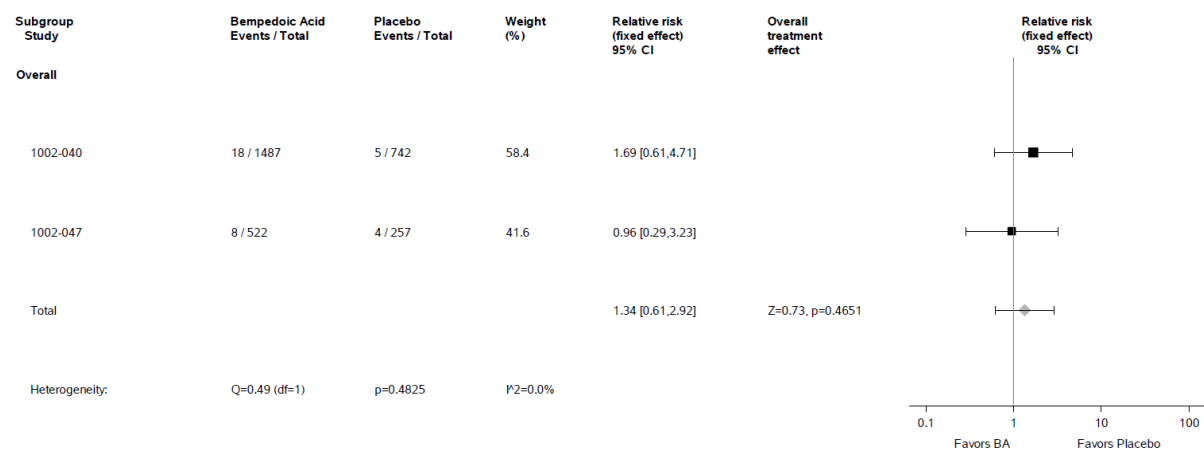 Subgroup Bempedoic Acid Placebo Weight Relative risk Overall Relative risk
Study Events / Total Events / Total (%) (fixed effect) treatment (fixed effect)
95% CI effect 95% CI
Overall
1002-040 18 / 1487 5 / 742 58.4 1.69 [0.61,4.71]
1002-047 8 / 522 4 / 257 41.6 0.96 [0.29,3.23]
Total 1.34 [0.61,2.92] Z=0.73, p=0.4651
Heterogeneity: Q=0.49 (df=1) p=0.4825 I^2=0.0%
0.1 1 10 100
Favors BA Favors Placebo